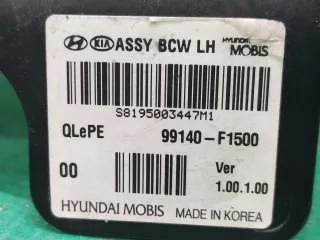 KIA ASSY BCW LH HYUNDAI MOBIS
S8195003447M1
QLePE 99140-F1500
00 Ver
1.00.1.00
HYUNDAI MOBIS MADE IN KOREA